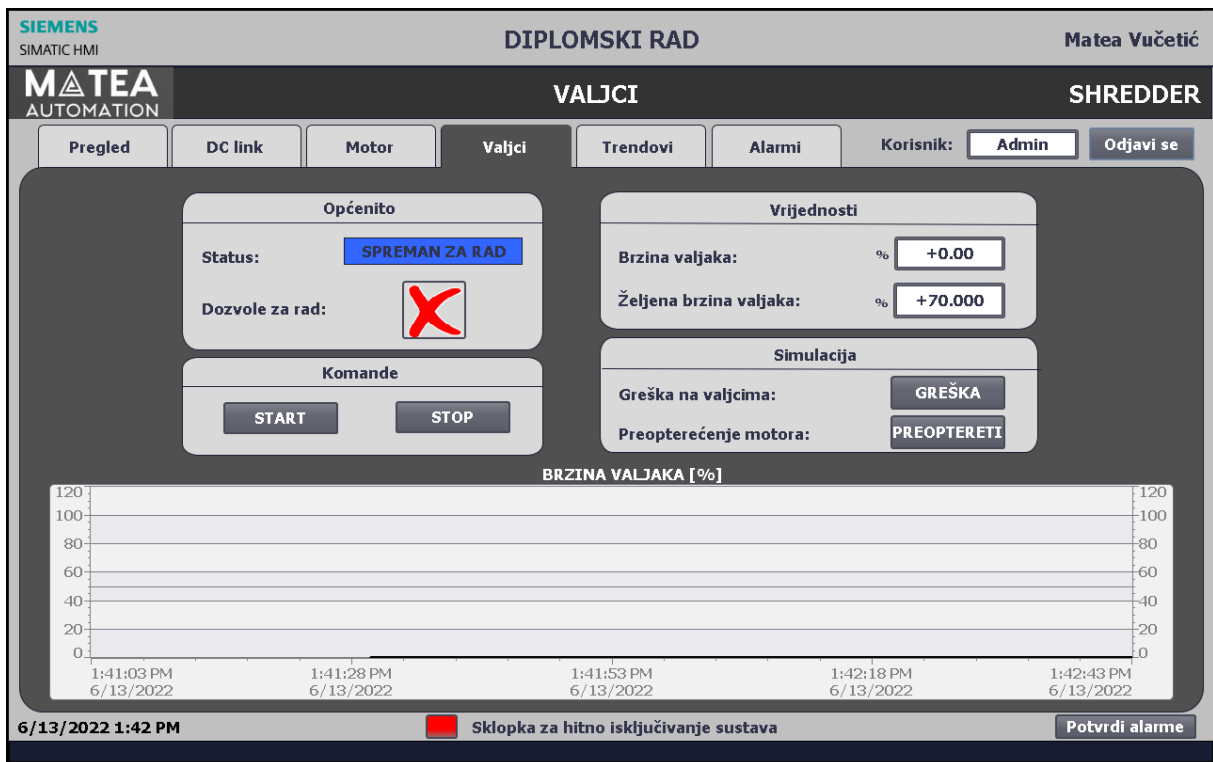 SIEMENS
SIMATIC HMI
DIPLOMSKI RAD
Matea Vučetić
MATEA
AUTOMATION
VALJCI
SHREDDER
Pregled
DC link
Motor
Valjci
Trendovi
Alarmi
Korisnik:
Admin
Odjavi se
Općenito
Status:
SPREMAN ZA RAD
Dozvole za rad:
Vrijednosti
Brzina valjaka:
% +0.00
Željena brzina valjaka:
% +70.000
Komande
START
STOP
Simulacija
Greška na valjcima:
GREŠKA
Preopterećenje motora:
PREOPTERETI
BRZINA VALJAKA [%]
120
100
80
60
40
20
0
120
100
80
60
40
20
0
1:41:03 PM
6/13/2022
1:41:28 PM
6/13/2022
1:41:53 PM
6/13/2022
1:42:18 PM
6/13/2022
1:42:43 PM
6/13/2022
6/13/2022 1:42 PM
Sklopka za hitno isključivanje sustava
Potvrdi alarme